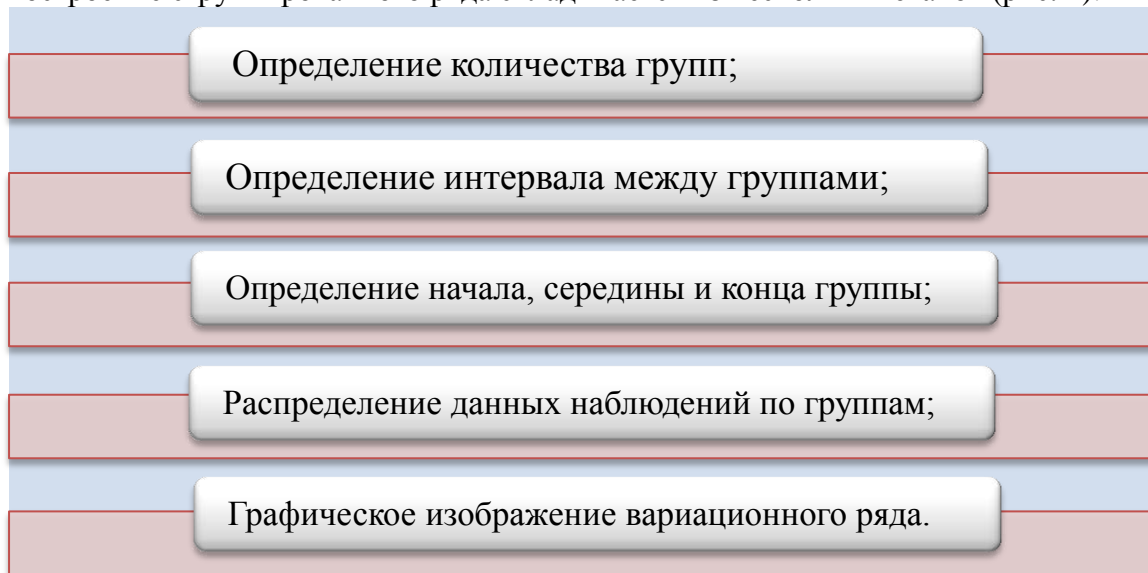 Определение количества групп;
Определение интервала между группами;
Определение начала, середины и конца группы;
Распределение данных наблюдений по группам;
Графическое изображение вариационного ряда.